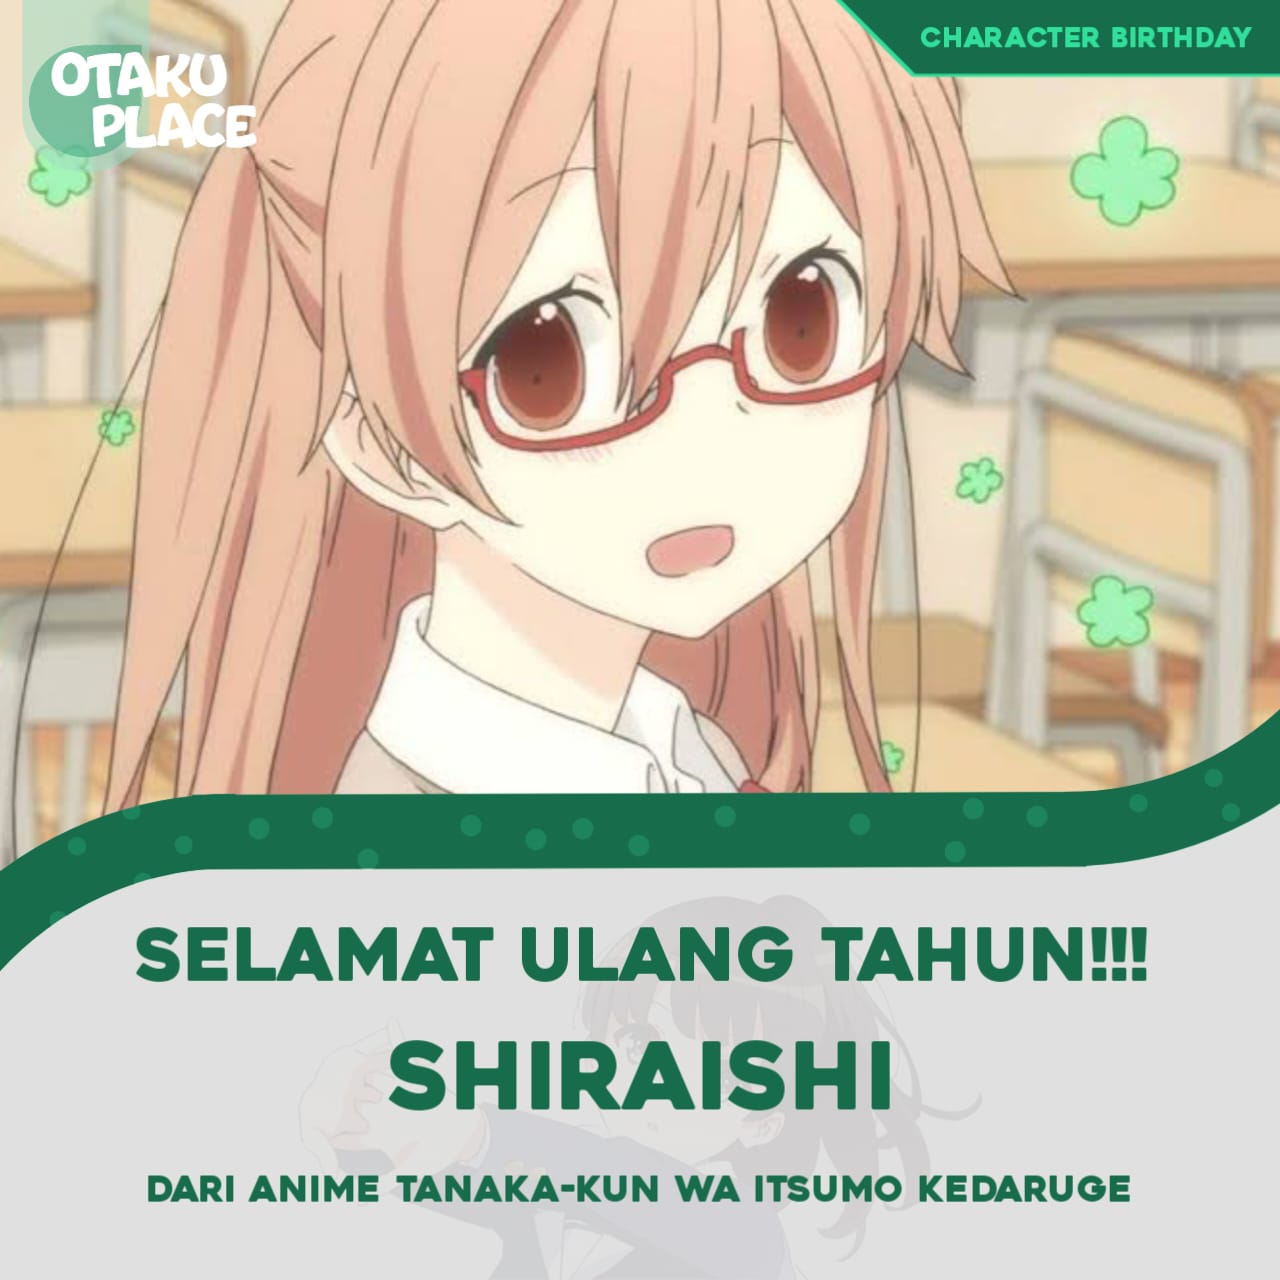 OTAKU
PLACE
CHARACTER BIRTHDAY
SELAMAT ULANG TAHUN!!!
SHIRAISHI
DARI ANIME TANAKA-KUN WA ITSUMO KEDARUGE